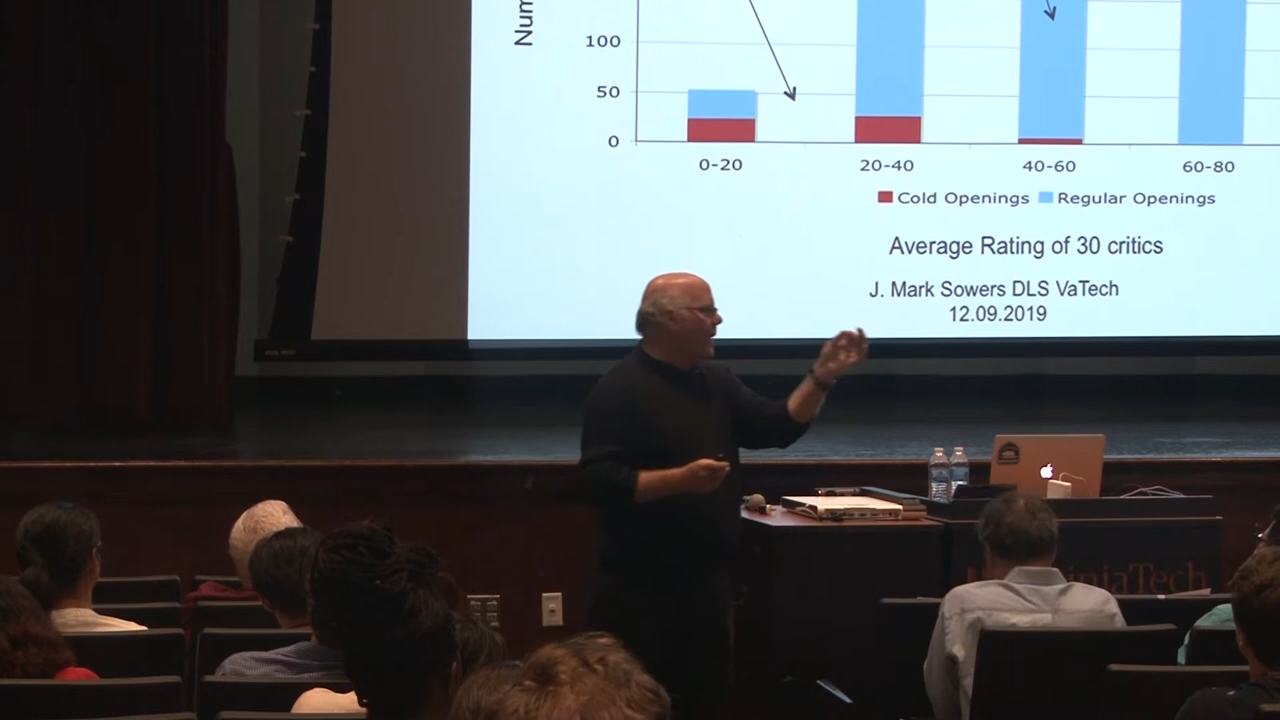 Num
100
50
0
0-20 20-40 40-60 60-80
Cold Openings Regular Openings
Average Rating of 30 critics
J. Mark Sowers DLS VaTech
12.09.2019
iniaTech